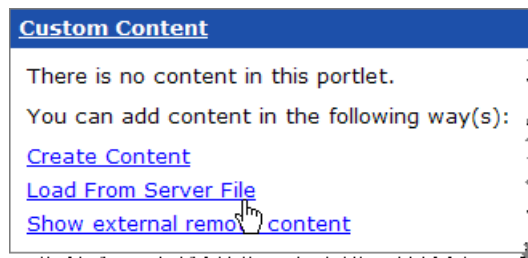 Custom Content
There is no content in this portlet.
You can add content in the following way(s):
Create Content
Load From Server File
Show external content